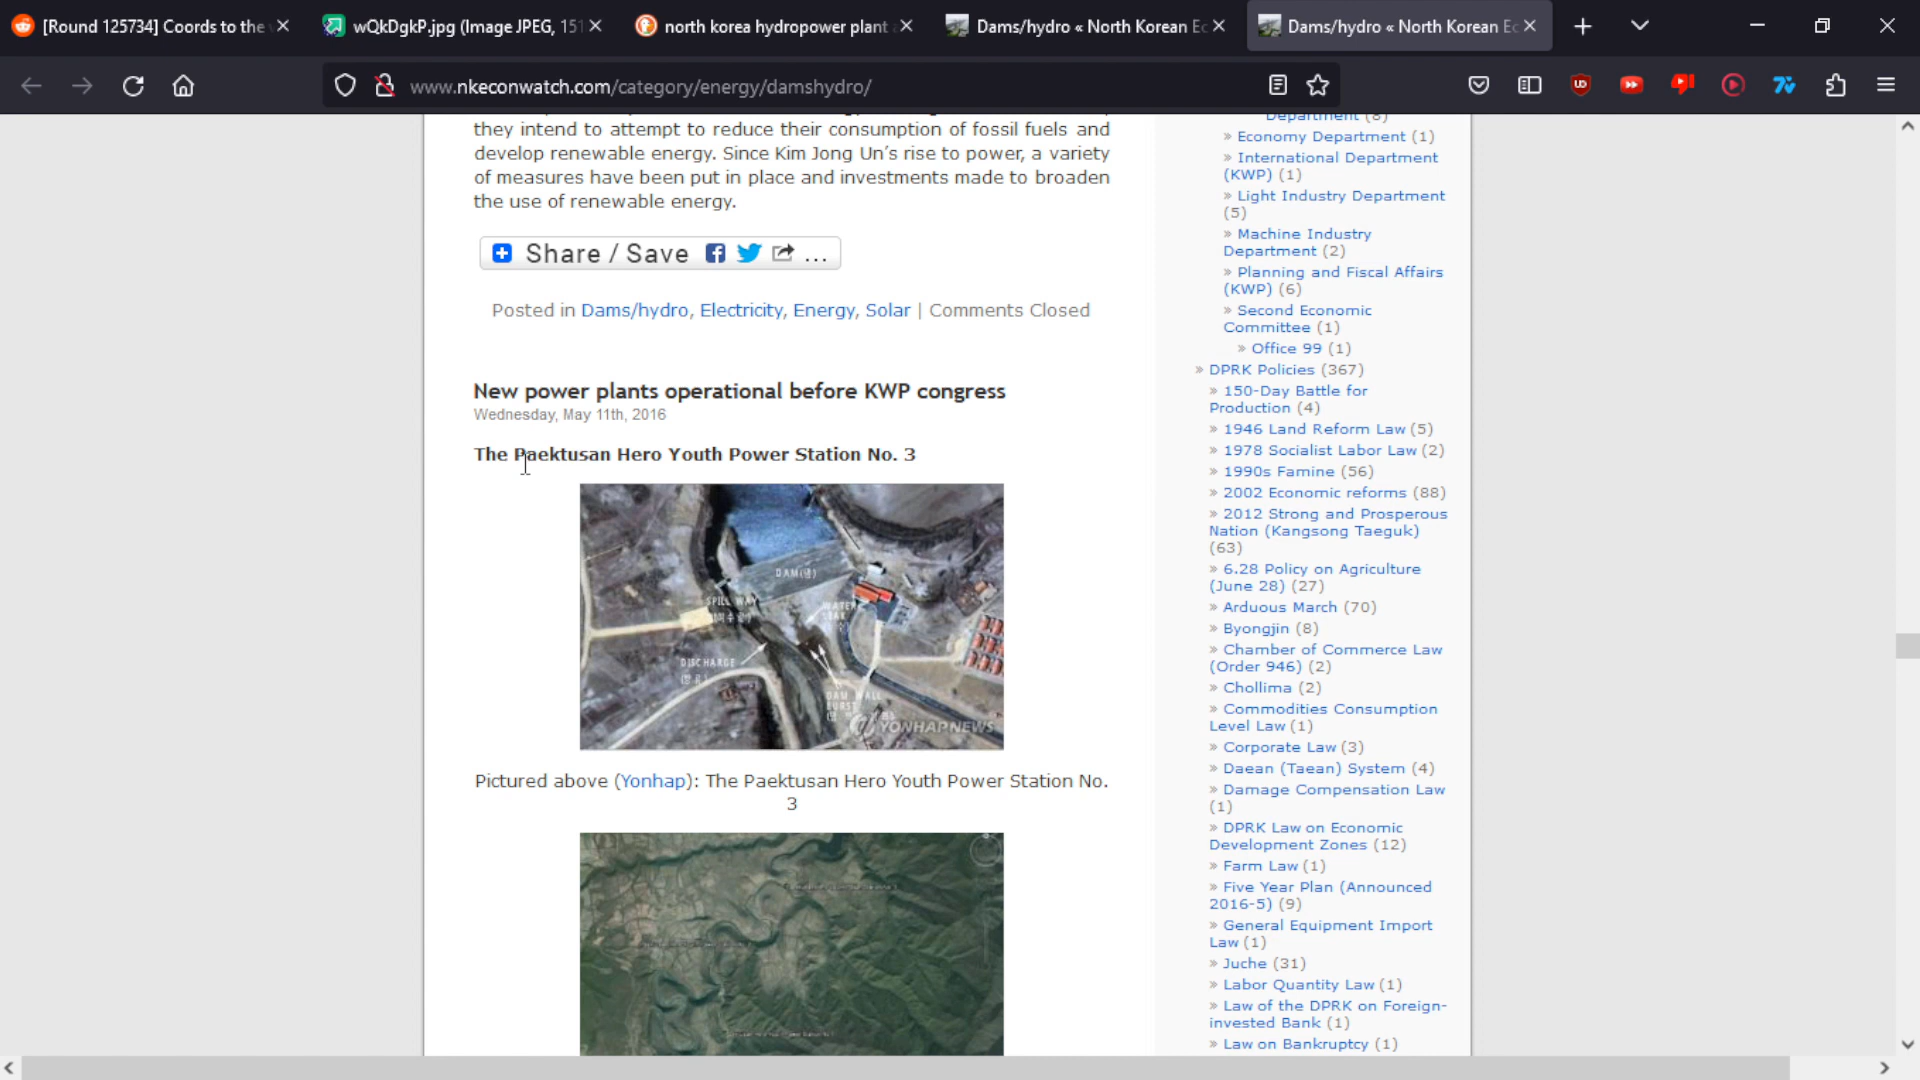 [Round 125734] Coords to the
wQkDgkP.jpg (Image JPEG, 151
north korea hydropower plant
Dams/hydro « North Korean Ec
Dams/hydro « North Korean Ec
www.nkeconwatch.com/category/energy/damshydro/
they intend to attempt to reduce their consumption of fossil fuels and
develop renewable energy. Since Kim Jong Un's rise to power, a variety
of measures have been put in place and investments made to broaden
the use of renewable energy.
Share / Save ...
Posted in Dams/hydro, Electricity, Energy, Solar | Comments Closed
New power plants operational before KWP congress
Wednesday, May 11th, 2016
The Paektusan Hero Youth Power Station No. 3
DAM(댐)
SPILL WAY
WATER
LEAK
DISCHARGE
DAM WALL
BURST
YONHAPNEWS
Pictured above (Yonhap): The Paektusan Hero Youth Power Station No.
3
Department (8)
» Economy Department (1)
» International Department
(KWP) (1)
» Light Industry Department
(5)
» Machine Industry
Department (2)
» Planning and Fiscal Affairs
(KWP) (6)
» Second Economic
Committee (1)
» Office 99 (1)
» DPRK Policies (367)
» 150-Day Battle for
Production (4)
» 1946 Land Reform Law (5)
» 1978 Socialist Labor Law (2)
» 1990s Famine (56)
» 2002 Economic reforms (88)
» 2012 Strong and Prosperous
Nation (Kangsong Taeguk)
(63)
» 6.28 Policy on Agriculture
(June 28) (27)
» Arduous March (70)
» Byongjin (8)
» Chamber of Commerce Law
(Order 946) (2)
» Chollima (2)
» Commodities Consumption
Level Law (1)
» Corporate Law (3)
» Daean (Taean) System (4)
» Damage Compensation Law
(1)
» DPRK Law on Economic
Development Zones (12)
» Farm Law (1)
» Five Year Plan (Announced
2016-5) (9)
» General Equipment Import
Law (1)
» Juche (31)
» Labor Quantity Law (1)
» Law of the DPRK on Foreign-
invested Bank (1)
» Law on Bankruptcy (1)